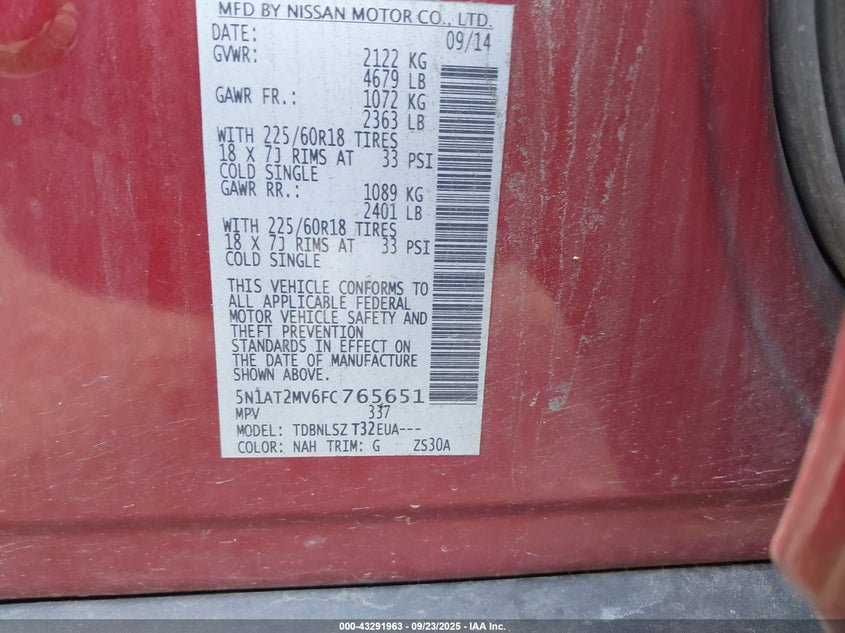 MFD BY NISSAN MOTOR CO., LTD.
DATE: 09/14
GVWR: 2122 KG
4679 LB
GAWR FR.: 1072 KG
2363 LB
WITH 225/60R18 TIRES
18 X 7J RIMS AT 33 PSI
COLD SINGLE
GAWR RR.: 1089 KG
2401 LB
WITH 225/60R18 TIRES
18 X 7J RIMS AT 33 PSI
COLD SINGLE
THIS VEHICLE CONFORMS TO
ALL APPLICABLE FEDERAL
MOTOR VEHICLE SAFETY AND
THEFT PREVENTION
STANDARDS IN EFFECT ON
THE DATE OF MANUFACTURE
SHOWN ABOVE.
5N1AT2MV6FC765651
MPV 337
MODEL: TDBNLSZ T32EUA---
COLOR: NAH TRIM: G ZS30A
000-43291963 - 09/23/2025 - IAA Inc.